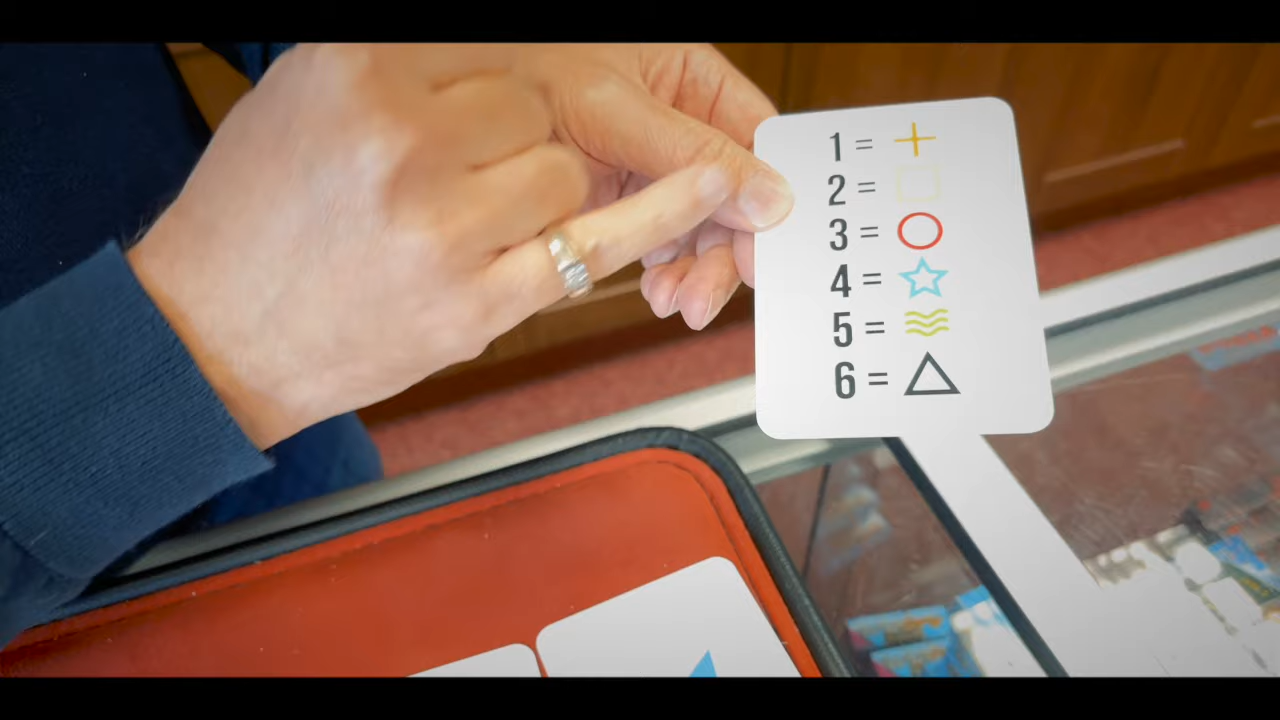 1 = +
2 = □
3 = ○
4 = ☆
5 = ≋
6 = △